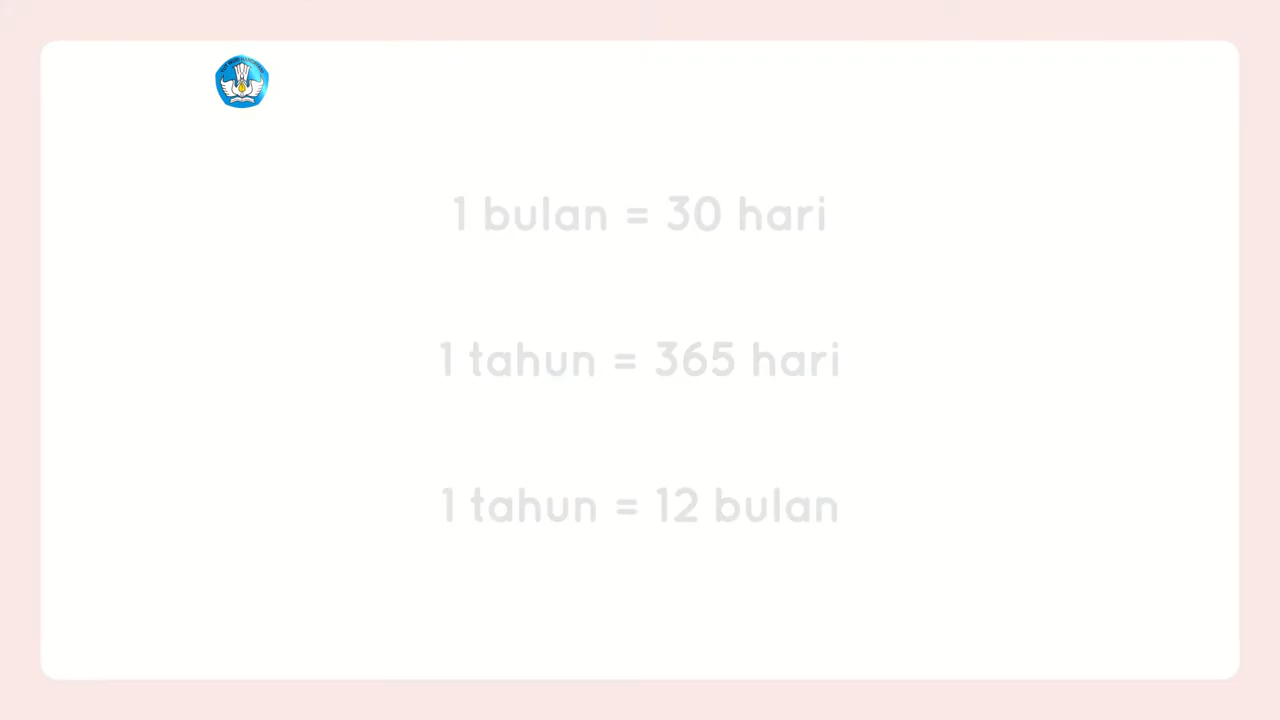 1 bulan = 30 hari
1 tahun = 365 hari
1 tahun = 12 bulan